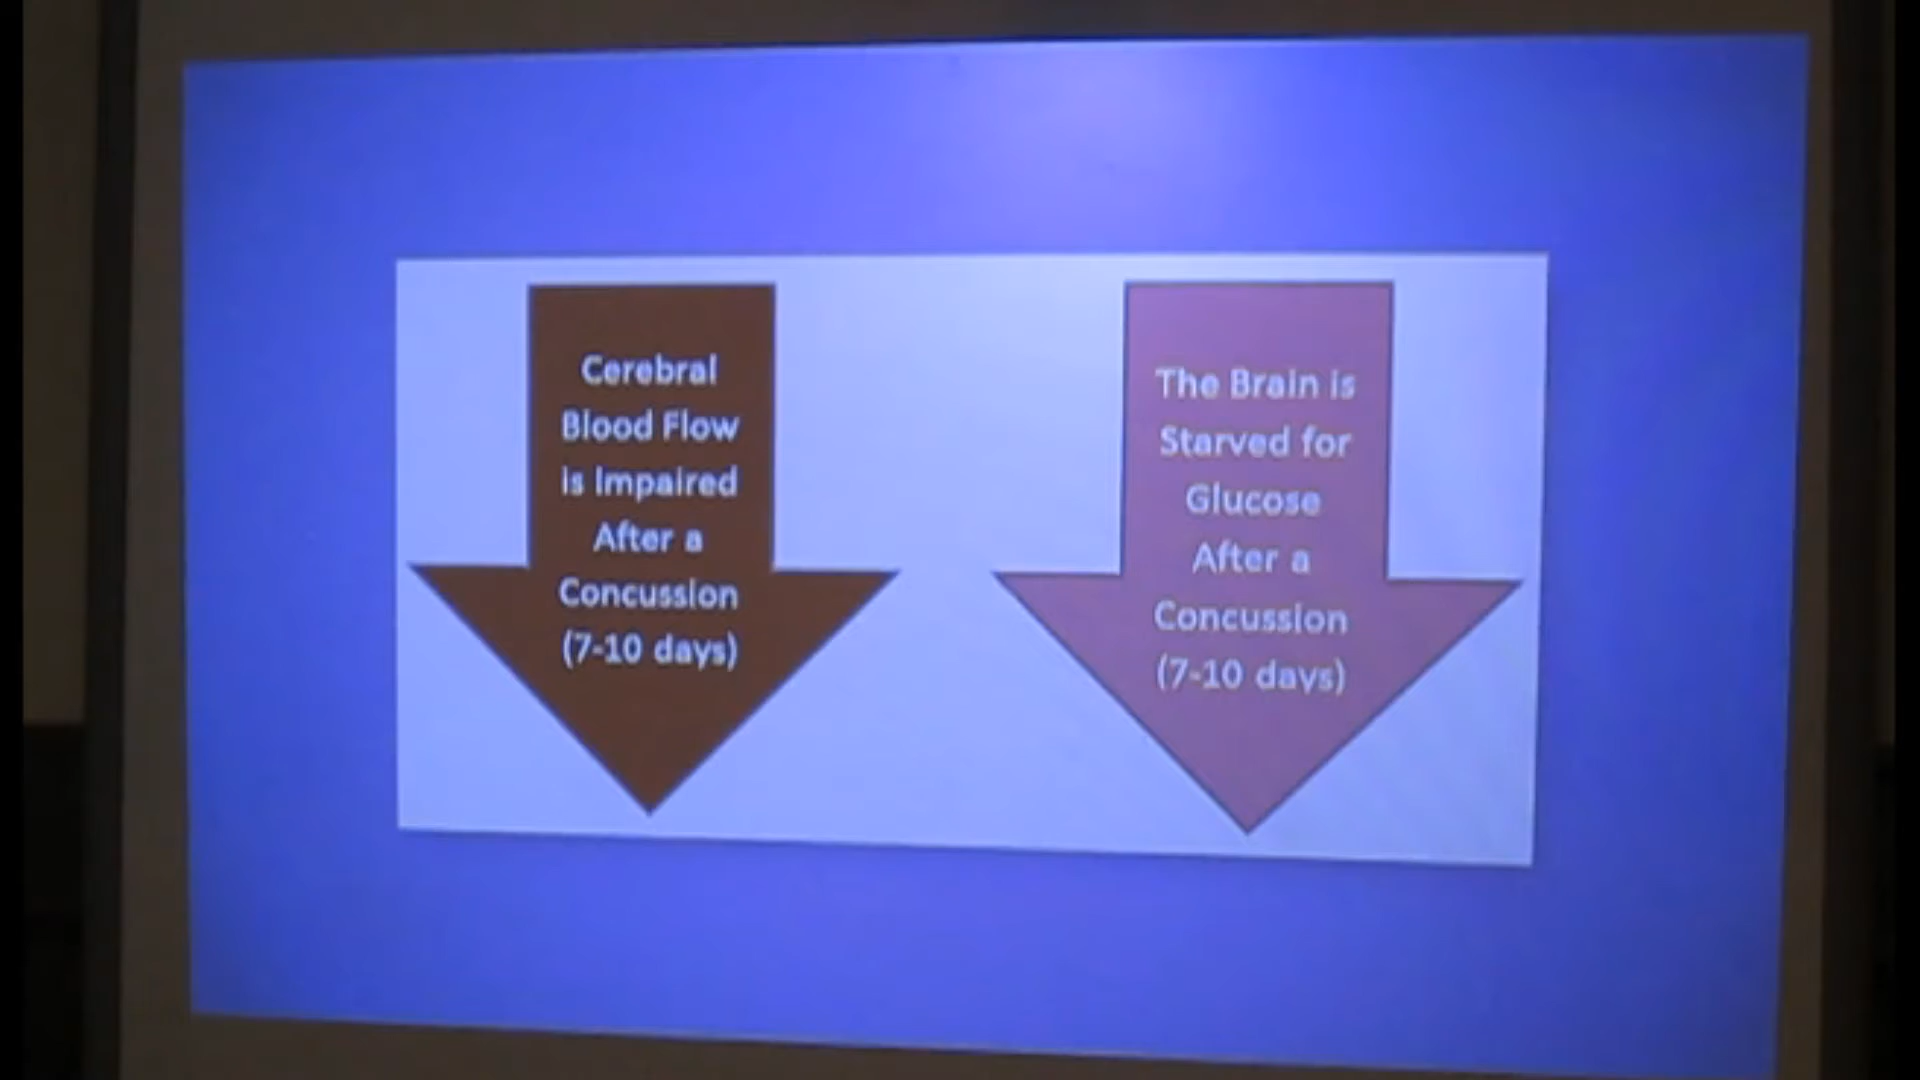 Cerebral
Blood Flow
is Impaired
After a
Concussion
(7-10 days)
The Brain is
Starved for
Glucose
After a
Concussion
(7-10 days)